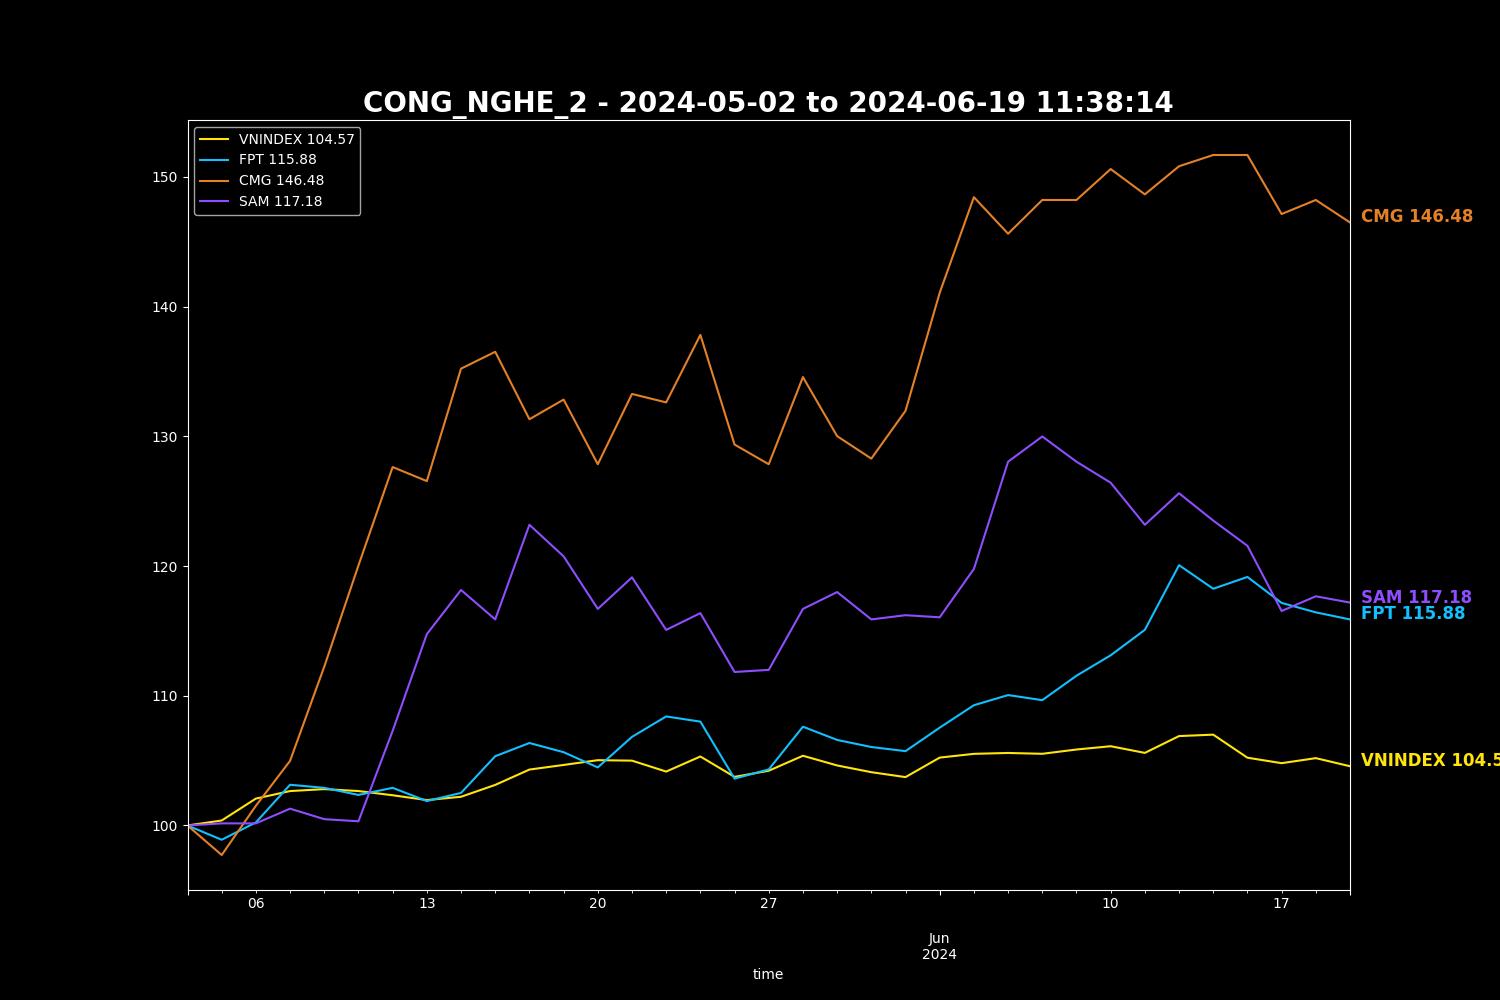 CONG_NGHE_2 - 2024-05-02 to 2024-06-19 11:38:14
VNINDEX 104.57
FPT 115.88
CMG 146.48
SAM 117.18
150
140
130
120
110
100
CMG 146.48
SAM 117.18
FPT 115.88
VNINDEX 104.5
06 13 20 27 10 17
Jun
2024
time